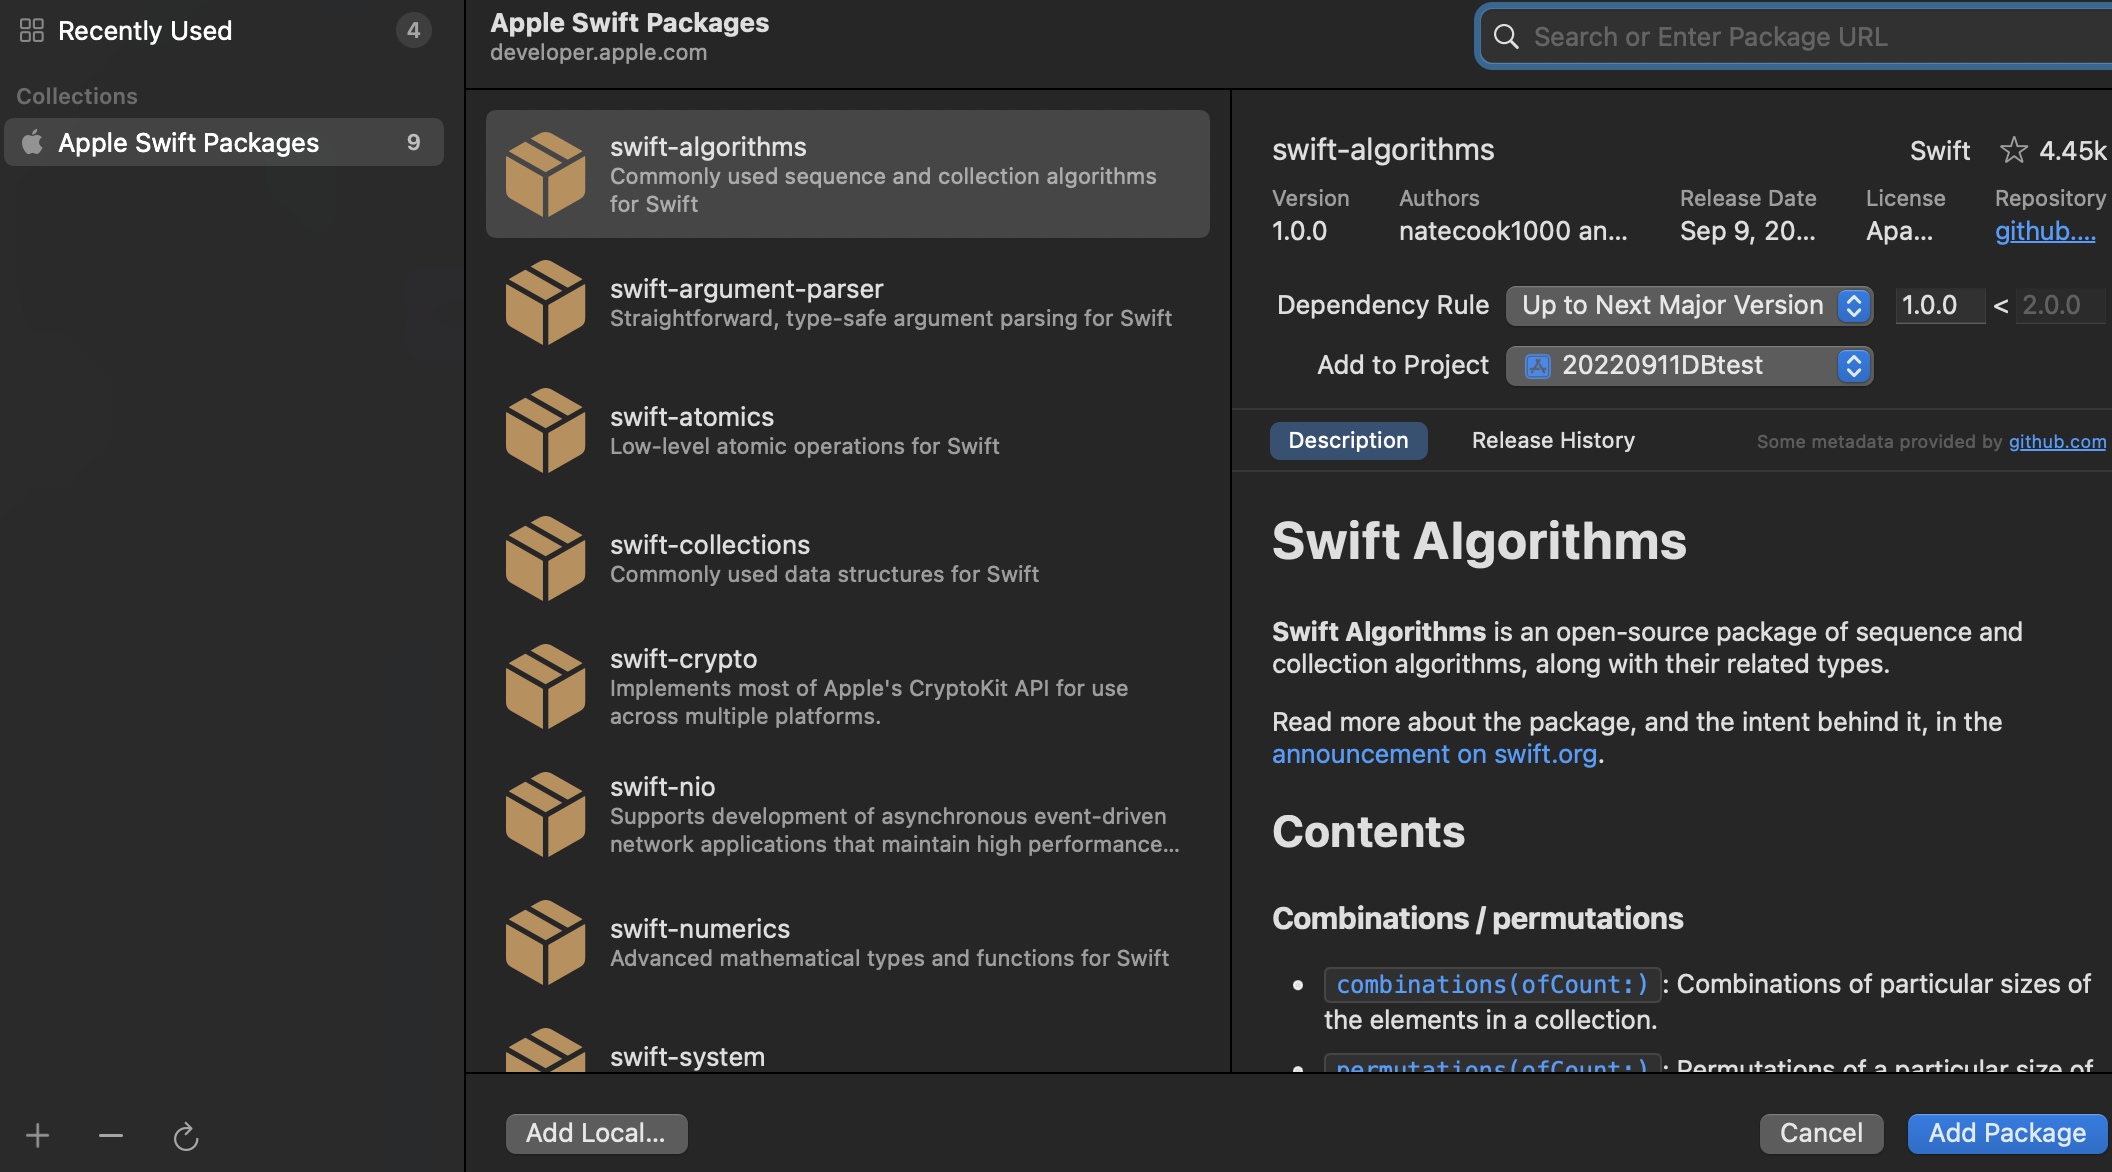 Recently Used
4
Collections
Apple Swift Packages
9
Apple Swift Packages
developer.apple.com
Search or Enter Package URL
swift-algorithms
Commonly used sequence and collection algorithms
for Swift
swift-argument-parser
Straightforward, type-safe argument parsing for Swift
swift-atomics
Low-level atomic operations for Swift
swift-collections
Commonly used data structures for Swift
swift-crypto
Implements most of Apple's CryptoKit API for use
across multiple platforms.
swift-nio
Supports development of asynchronous event-driven
network applications that maintain high performance...
swift-numerics
Advanced mathematical types and functions for Swift
swift-system
swift-algorithms
Swift
4.45k
Version Authors Release Date License Repository
1.0.0 natecook1000 an... Sep 9, 20... Apa... github....
Dependency Rule Up to Next Major Version 1.0.0 < 2.0.0
Add to Project 20220911DBtest
Description Release History Some metadata provided by github.com
Swift Algorithms
Swift Algorithms is an open-source package of sequence and
collection algorithms, along with their related types.
Read more about the package, and the intent behind it, in the
announcement on swift.org.
Contents
Combinations / permutations
• combinations(ofCount:) : Combinations of particular sizes of
the elements in a collection.
• permutations(ofCount:) : Permutations of a particular size of
Add Local...
Cancel
Add Package